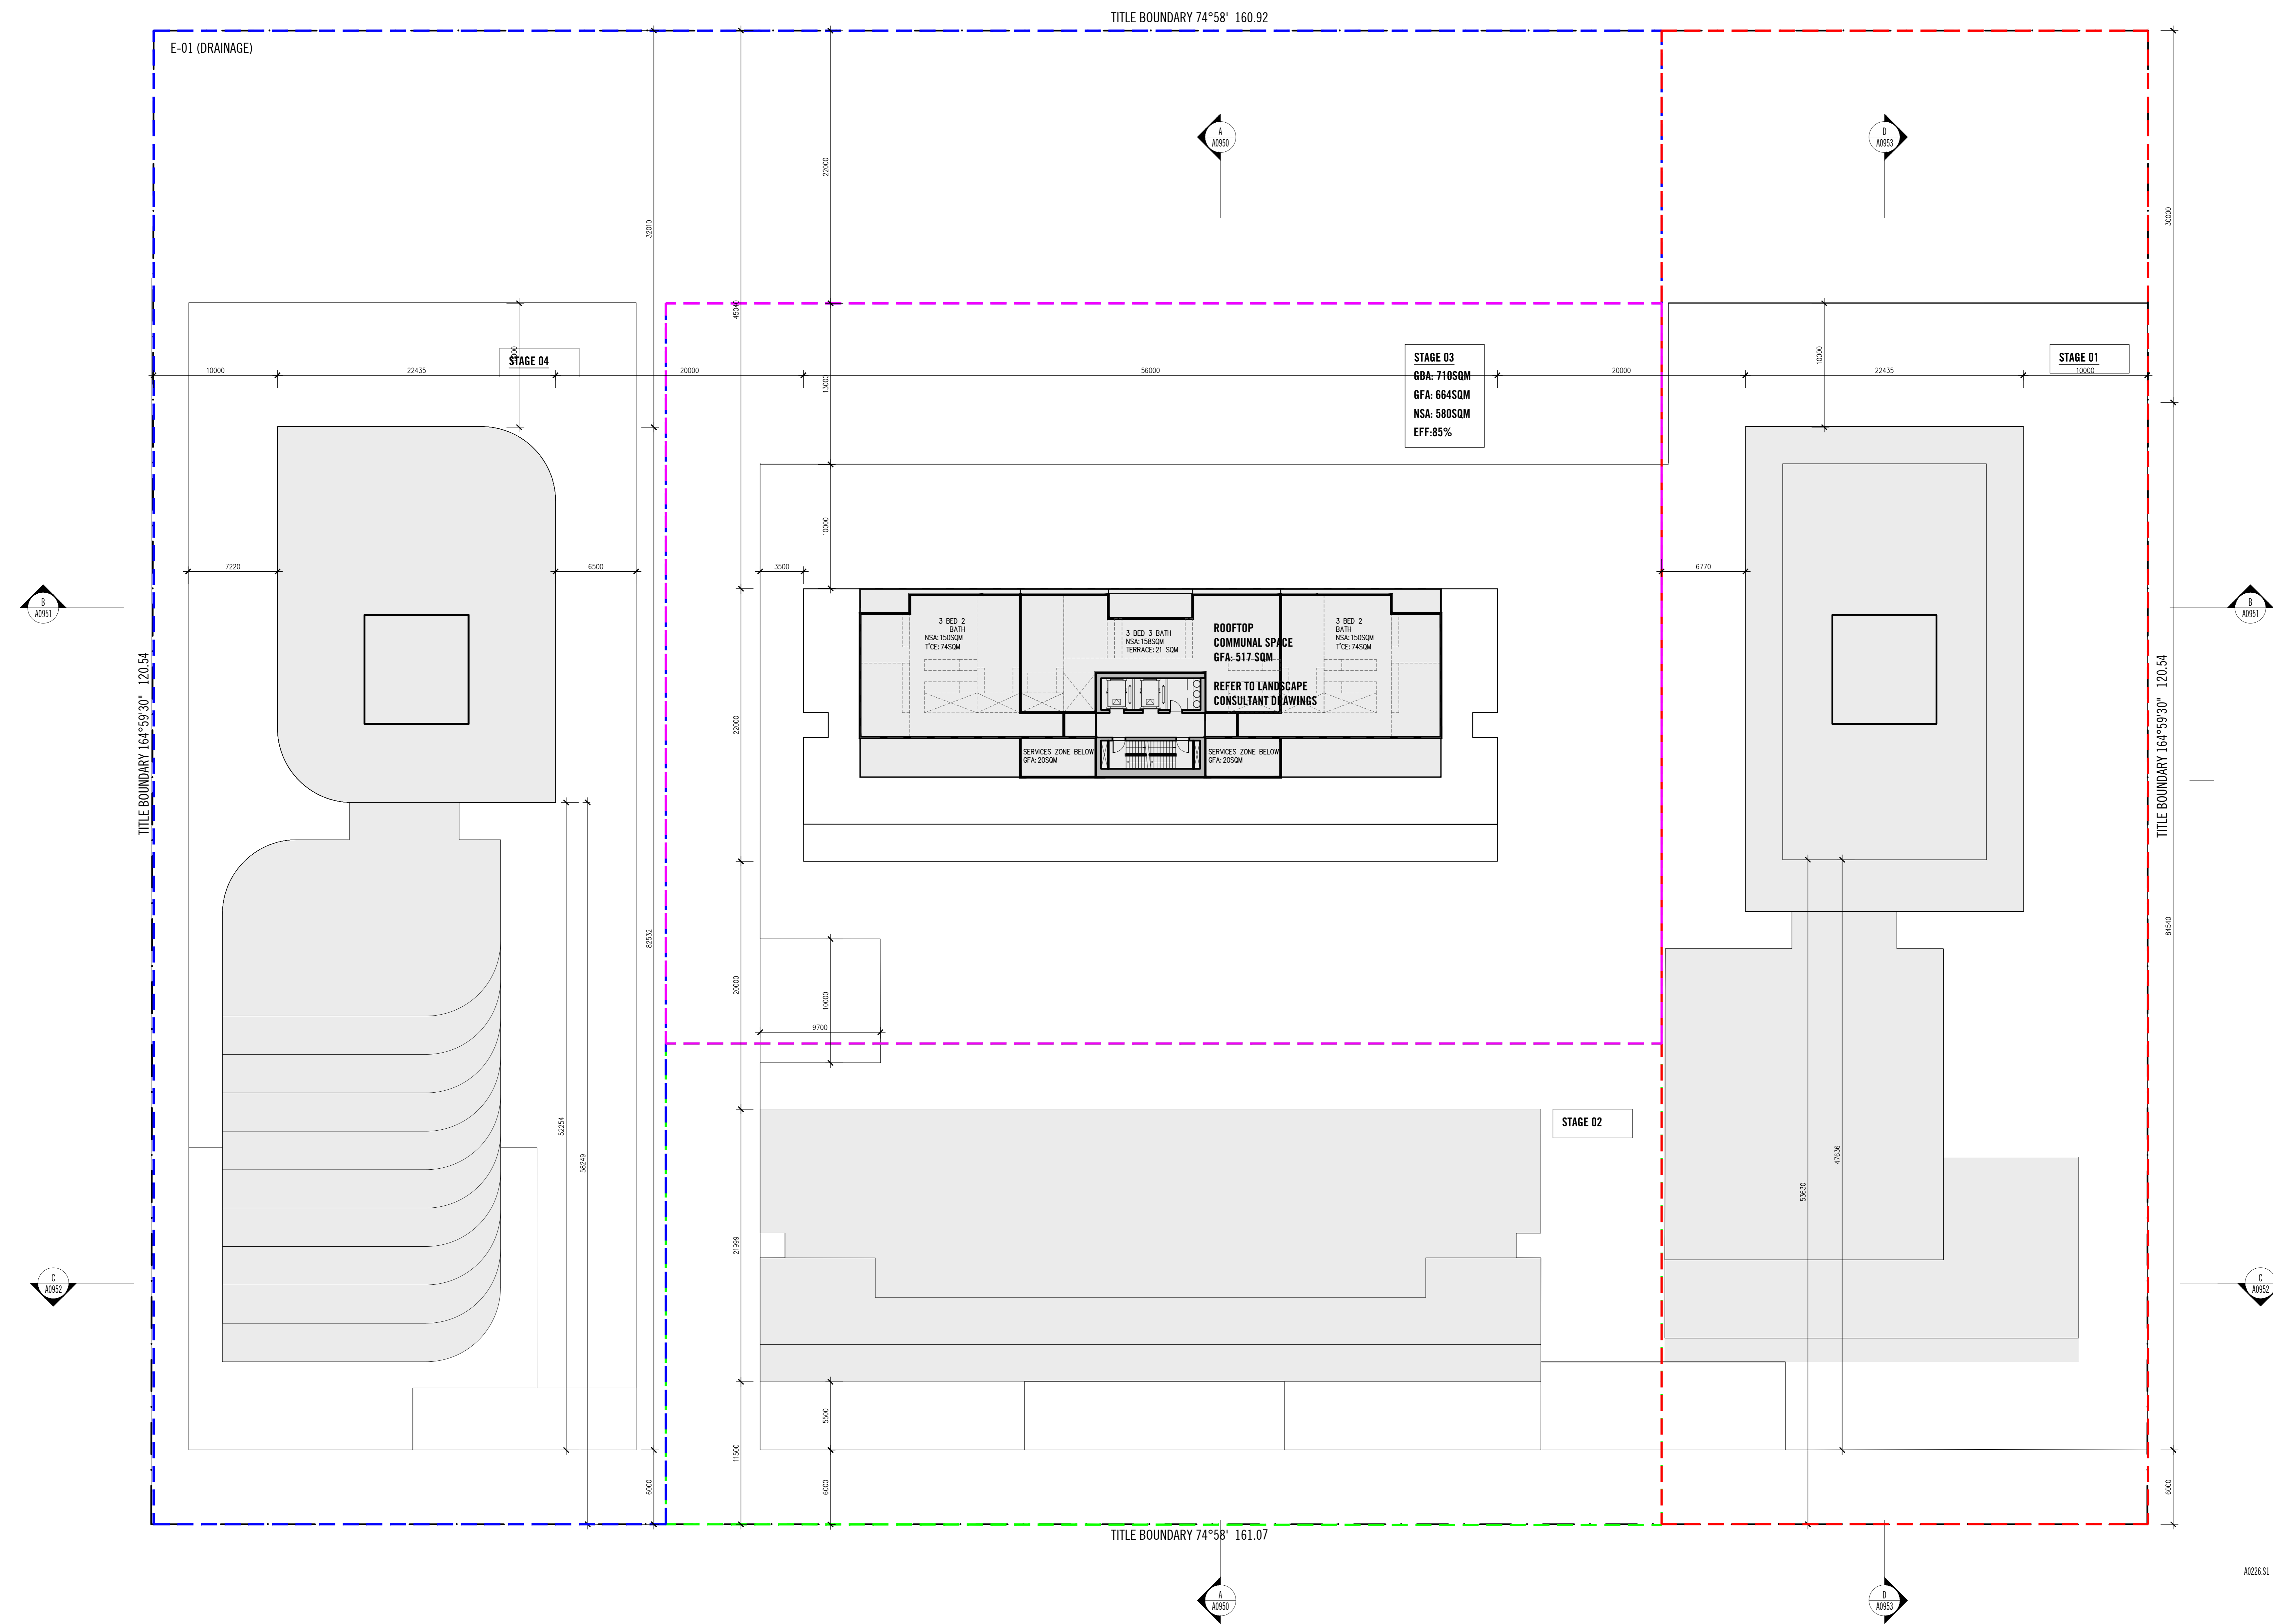 TITLE BOUNDARY 74°58' 160.92
E-01 (DRAINAGE)
A
A0950
D
A0953
22000
32010
30000
45040
STAGE 04
STAGE 03
GBA: 710SQM
GFA: 664SQM
NSA: 580SQM
EFF:85%
STAGE 01
10000
22435
20000
13000
56000
20000
10000
22435
10000
10000
7220
6500
3500
6770
B
A0951
B
A0951
3 BED 2
BATH
NSA:150SQM
T'CE:74SQM
3 BED 3 BATH
NSA:158SQM
TERRACE:21 SQM
ROOFTOP
COMMUNAL SPACE
GFA: 517 SQM
REFER TO LANDSCAPE
CONSULTANT DRAWINGS
3 BED 2
BATH
NSA:150SQM
T'CE:74SQM
TITLE BOUNDARY 164°59'30" 120.54
TITLE BOUNDARY 164°59'30" 120.54
22000
SERVICES ZONE BELOW
GFA:20SQM
SERVICES ZONE BELOW
GFA:20SQM
82532
84540
20000
10000
9700
52254
58249
STAGE 02
47636
53630
21999
C
A0952
C
A0952
5500
11500
6000
6000
6000
TITLE BOUNDARY 74°58' 161.07
A
A0950
D
A0953
A0226.S1